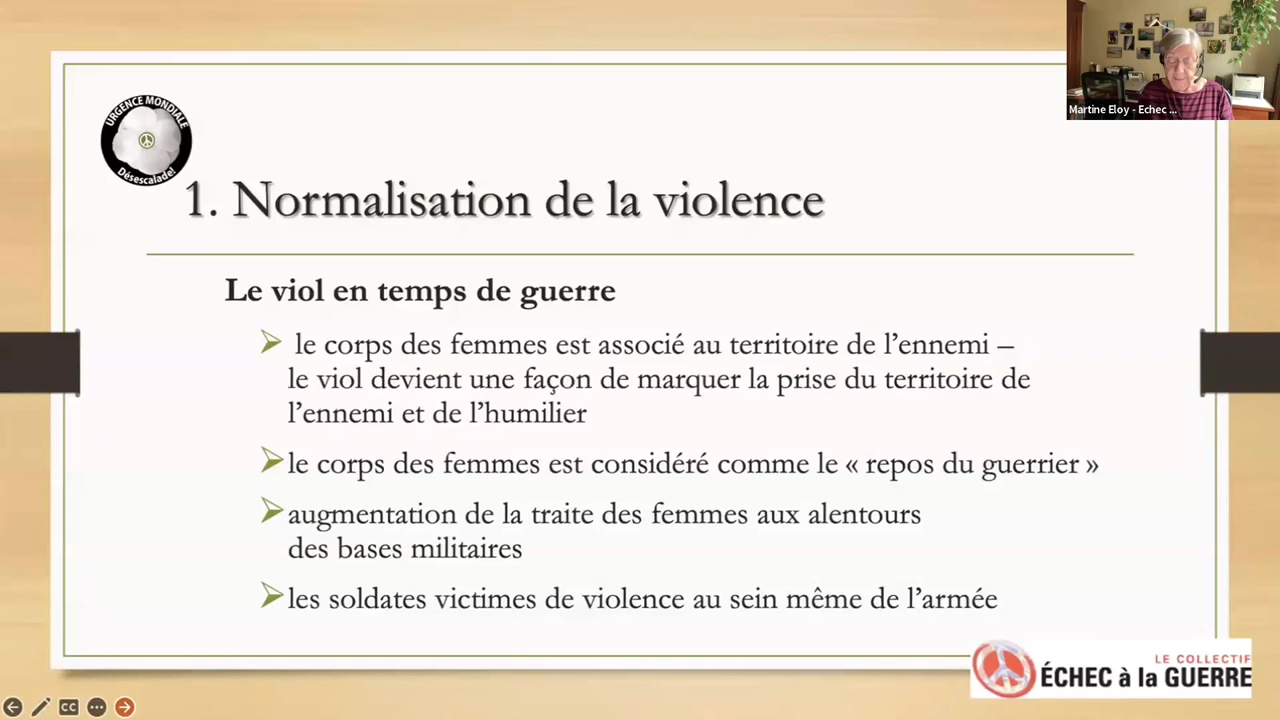 Martine Eloy - Echec ...
URGENCE MONDIALE
Désescalade!
1. Normalisation de la violence
Le viol en temps de guerre
le corps des femmes est associé au territoire de l’ennemi –
le viol devient une façon de marquer la prise du territoire de
l’ennemi et de l’humilier
le corps des femmes est considéré comme le « repos du guerrier »
augmentation de la traite des femmes aux alentours
des bases militaires
les soldates victimes de violence au sein même de l’armée
LE COLLECTIF
ÉCHEC à la GUERRE
CC